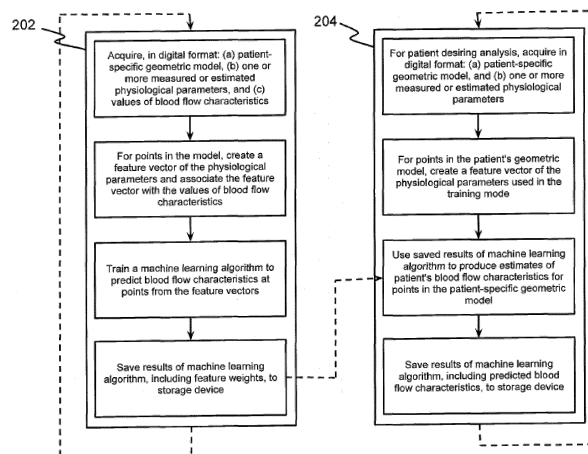 202
Acquire, in digital format: (a) patient-
specific geometric model, (b) one or
more measured or estimated
physiological parameters, and (c)
values of blood flow characteristics
For points in the model, create a
feature vector of the physiological
parameters and associate the feature
vector with the values of blood flow
characteristics
Train a machine learning algorithm to
predict blood flow characteristics at
points from the feature vectors
Save results of machine learning
algorithm, including feature weights, to
storage device
204
For patient desiring analysis, acquire in
digital format: (a) patient-specific
geometric model, and (b) one or more
measured or estimated physiological
parameters
For points in the patient's geometric
model, create a feature vector of the
physiological parameters used in the
training mode
Use saved results of machine learning
algorithm to produce estimates of
patient's blood flow characteristics for
points in the patient-specific geometric
model
Save results of machine learning
algorithm, including predicted blood
flow characteristics, to storage device